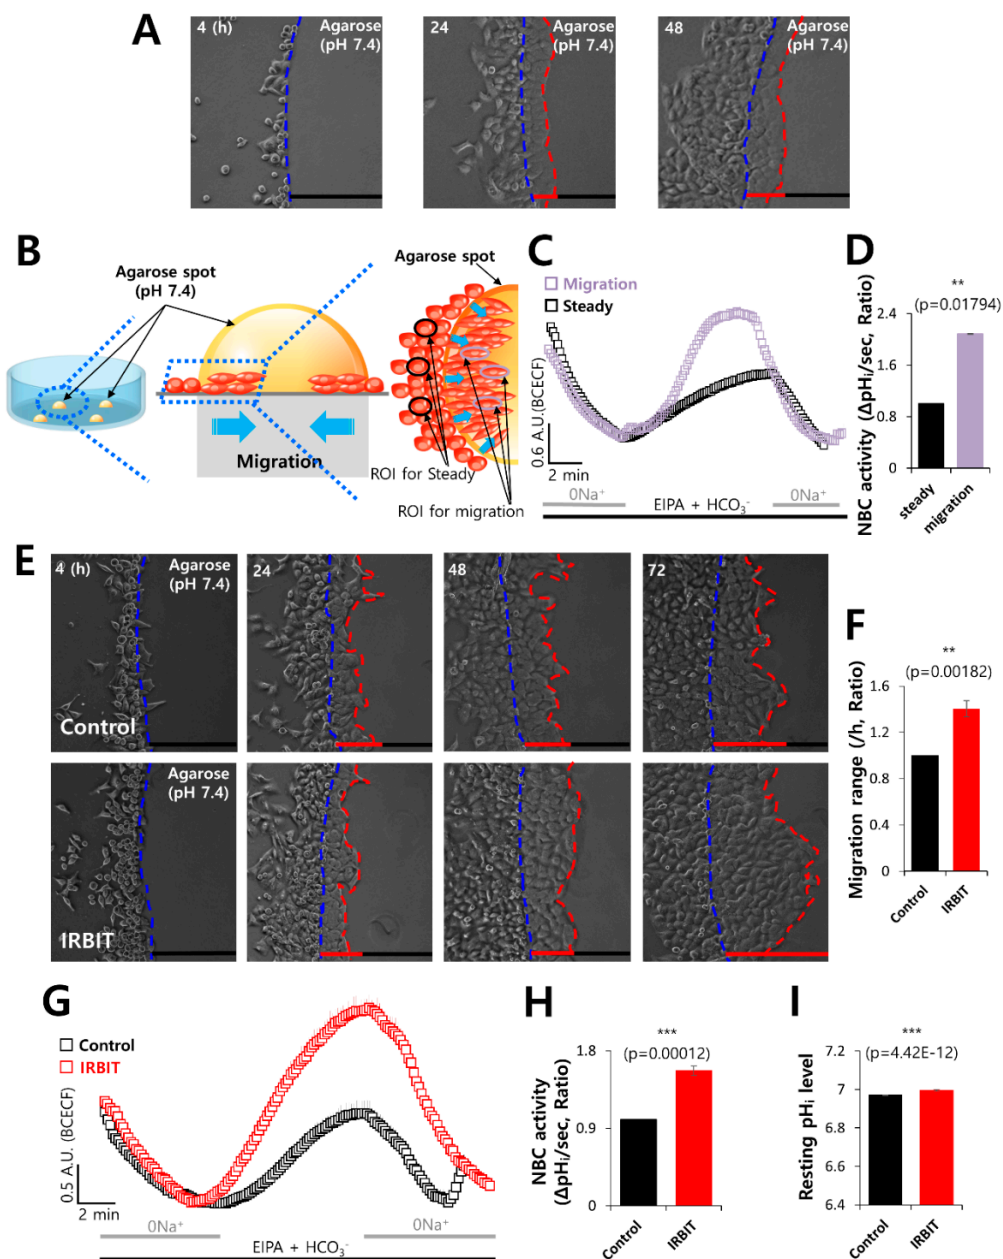 A
4 (h)
Agarose
(pH 7.4)
24
Agarose
(pH 7.4)
48
Agarose
(pH 7.4)
B
Agarose spot
(pH 7.4)
Migration
Agarose spot
ROI for Steady
ROI for migration
C
Migration
Steady
0.6 A.U.(BCECF)
2 min
0Na⁺
EIPA + HCO₃⁻
0Na⁺
D
**
(p=0.01794)
NBC activity (ΔpHᵢ/sec, Ratio)
2.4
1.6
0.8
0
steady
migration
E
4 (h)
Agarose
(pH 7.4)
Control
24
48
72
Agarose
(pH 7.4)
IRBIT
F
**
(p=0.00182)
Migration range (/h, Ratio)
1.6
1.2
0.8
0.4
0
Control
IRBIT
G
Control
IRBIT
0.5 A.U. (BCECF)
2 min
0Na⁺
0Na⁺
EIPA + HCO₃⁻
H
***
(p=0.00012)
NBC activity
(ΔpHᵢ/sec, Ratio)
1.8
0.9
0
Control
IRBIT
I
***
(p=4.42E-12)
Resting pHᵢ level
7.2
7
6.8
6.6
6.4
Control
IRBIT